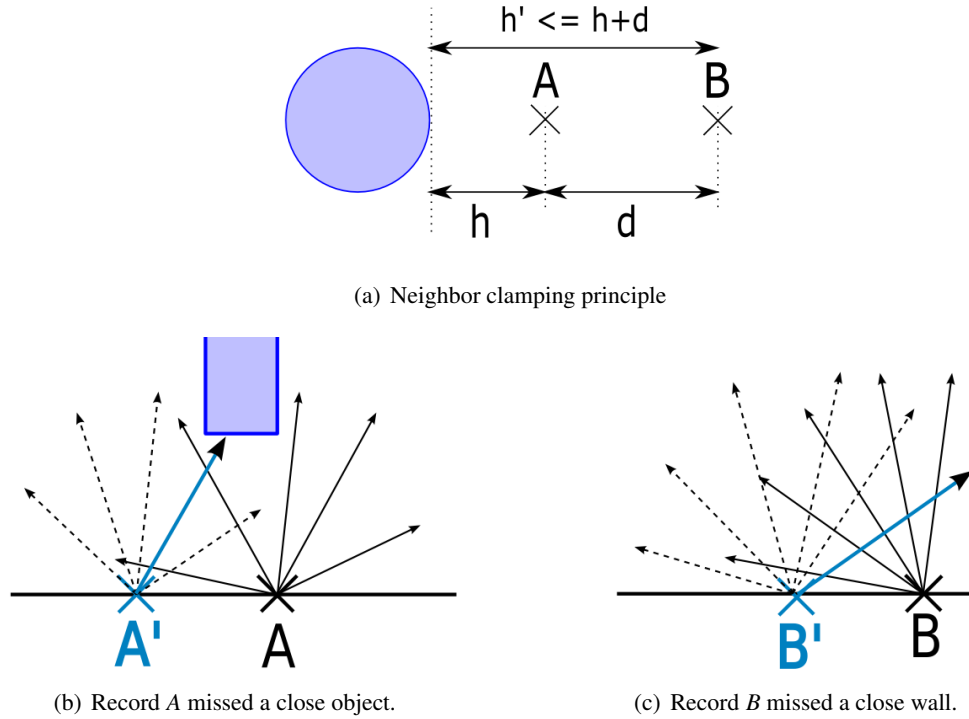 h' <= h+d
A
B
h
d
(a) Neighbor clamping principle
A'
A
(b) Record A missed a close object.
B'
B
(c) Record B missed a close wall.